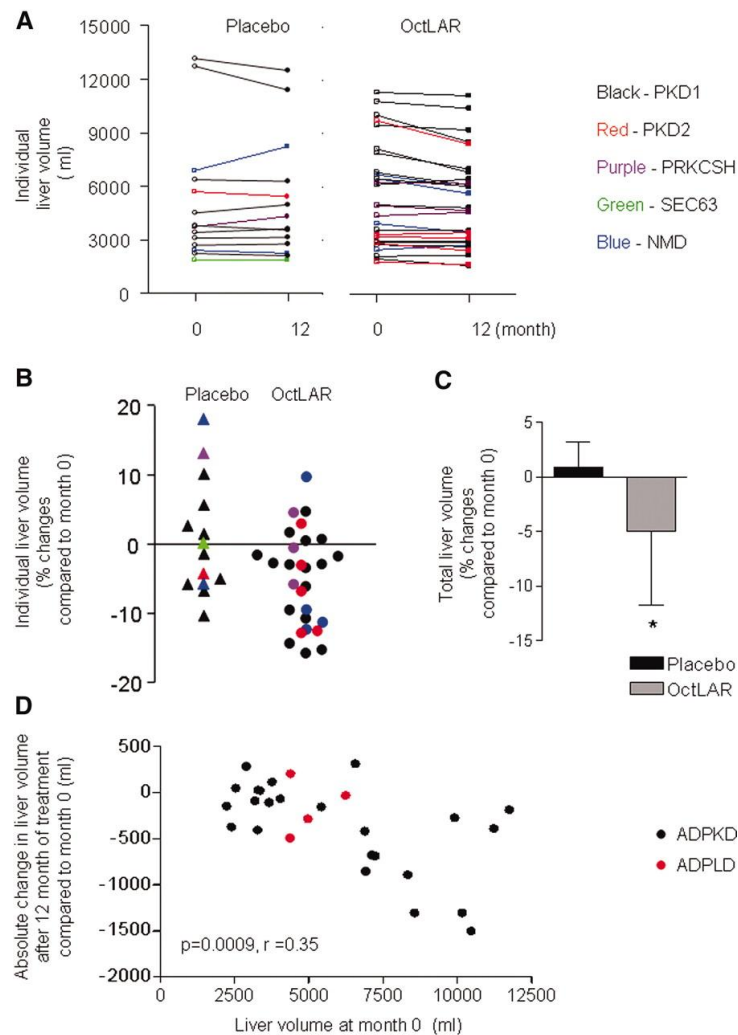 A
Placebo
OctLAR
15000
12000
9000
6000
3000
0
Individual
liver volume
( ml)
0
12
0
12 (month)
Black - PKD1
Red - PKD2
Purple - PRKCSH
Green - SEC63
Blue - NMD
B
Placebo
OctLAR
20
10
0
-10
-20
Individual liver volume
(% changes
compared to month 0)
C
5
0
-5
-10
-15
Total liver volume
(% changes
compared to month 0)
*
Placebo
OctLAR
D
500
0
-500
-1000
-1500
-2000
Absolute change in liver volume
after 12 month of treatment
compared to month 0 (ml)
p=0.0009, r =0.35
0
2500
5000
7500
10000
12500
Liver volume at month 0 (ml)
ADPKD
ADPLD